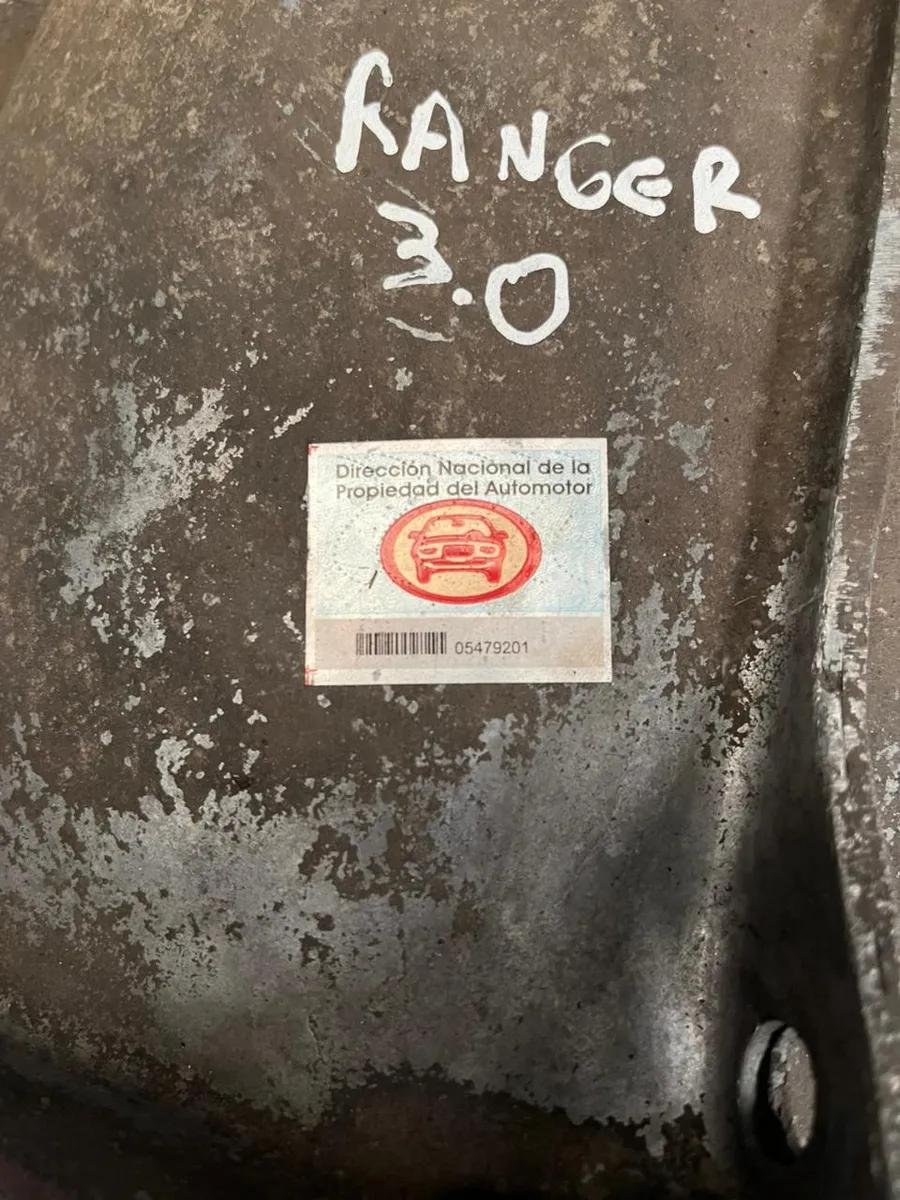 RANGER
3.0
Dirección Nacional de la
Propiedad del Automotor
05479201